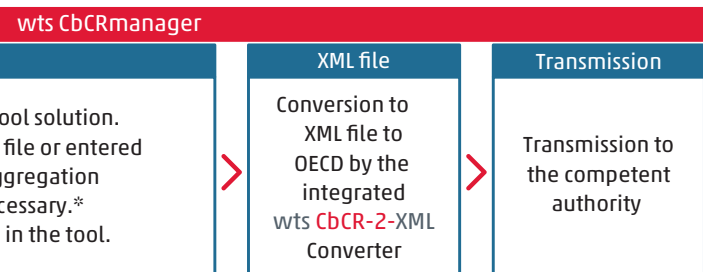 wts CbCRmanager
XML file
Transmission
ool solution.
file or entered
ggregation
cessary.*
in the tool.
Conversion to
XML file to
OECD by the
integrated
wts CbCR-2-XML
Converter
Transmission to
the competent
authority